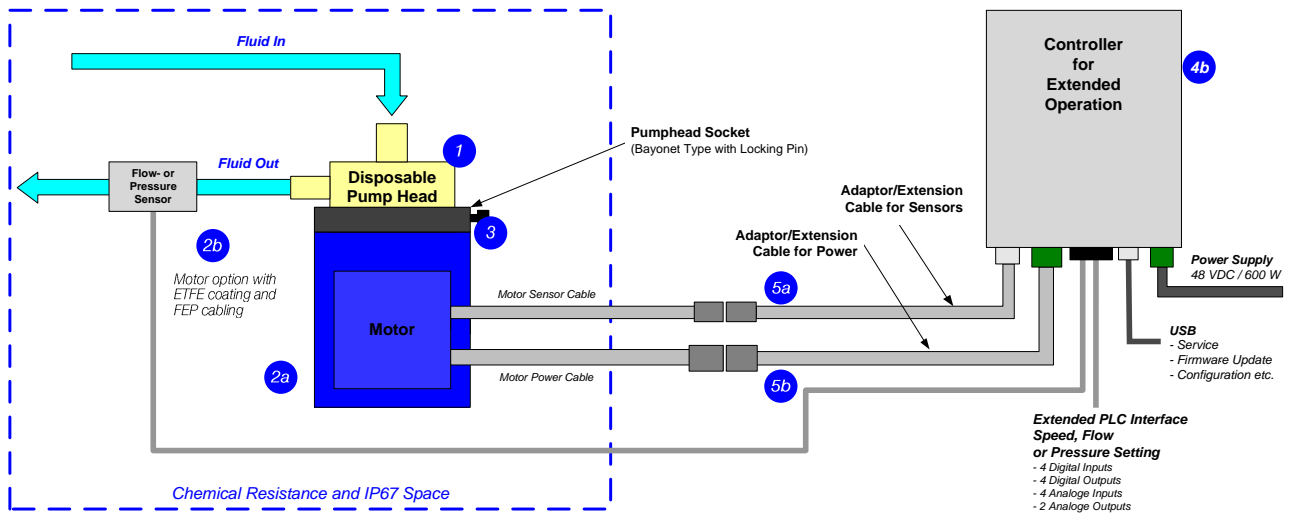 Fluid In
Fluid Out
Flow- or
Pressure
Sensor
1
Disposable
Pump Head
Pumphead Socket
(Bayonet Type with Locking Pin)
3
2b
Motor option with
ETFE coating and
FEP cabling
Motor
2a
Motor Sensor Cable
Motor Power Cable
5a
5b
Adaptor/Extension
Cable for Sensors
Adaptor/Extension
Cable for Power
Controller
for
Extended
Operation
4b
Power Supply
48 VDC / 600 W
USB
- Service
- Firmware Update
- Configuration etc.
Extended PLC Interface
Speed, Flow
or Pressure Setting
- 4 Digital Inputs
- 4 Digital Outputs
- 4 Analoge Inputs
- 2 Analoge Outputs
Chemical Resistance and IP67 Space